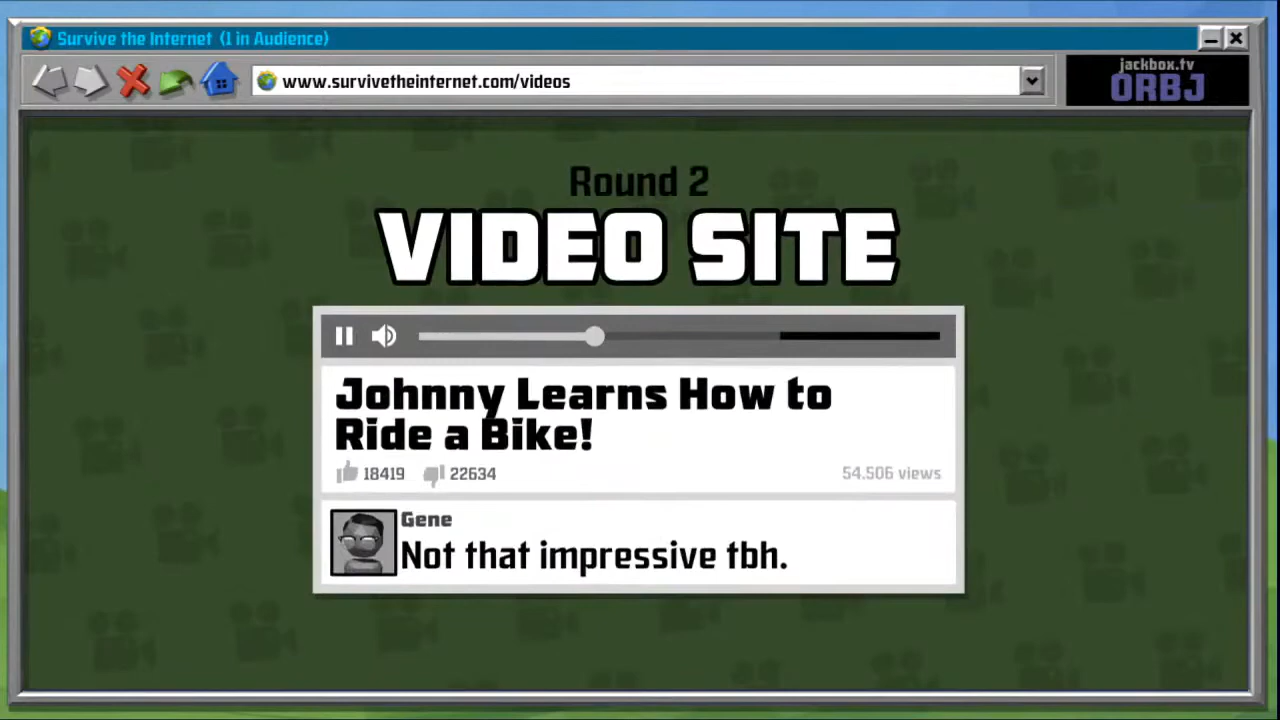 Survive the Internet (1 in Audience)
www.survivetheinternet.com/videos
jackbox.tv
ORBJ
Round 2
VIDEO SITE
Johnny Learns How to
Ride a Bike!
18419 22634 54.506 views
Gene
Not that impressive tbh.